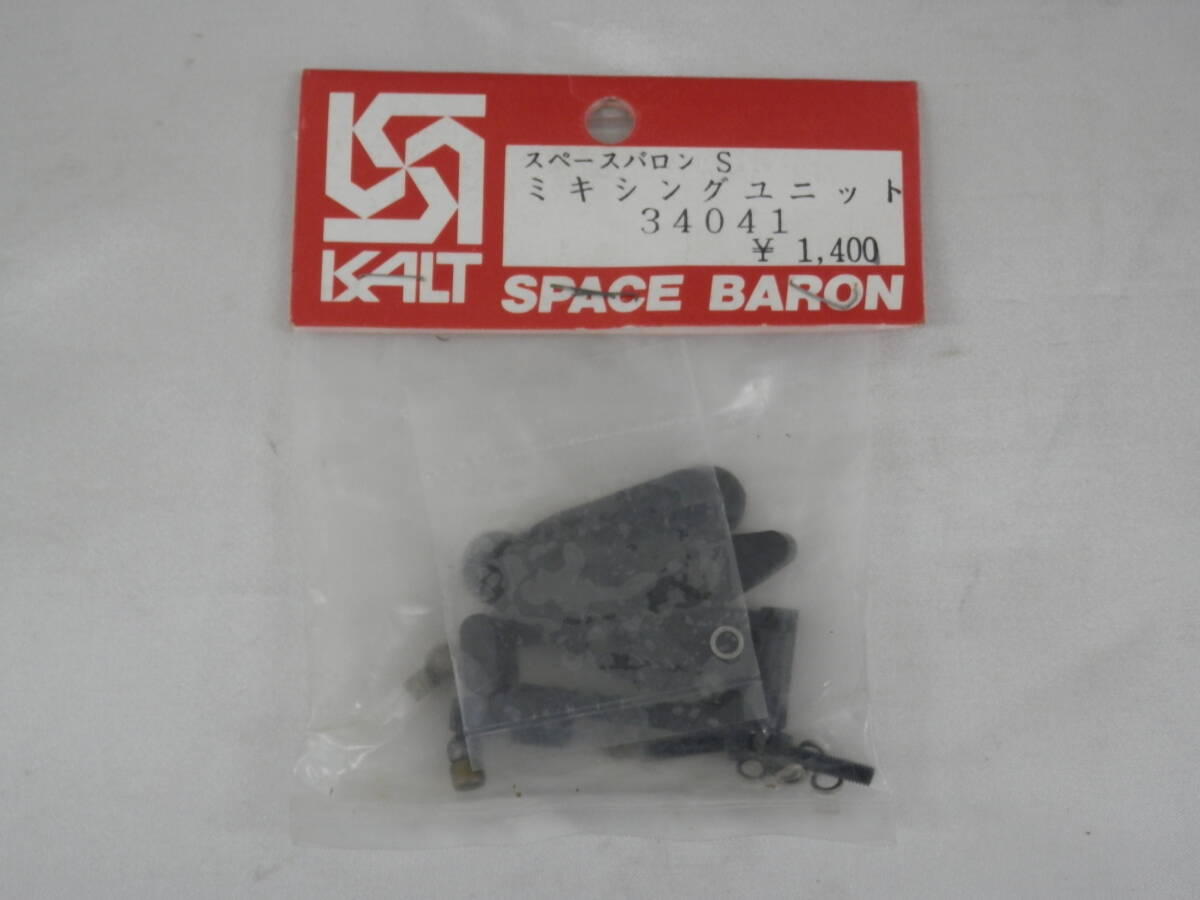 スペースバロン S
ミキシングユニット
34041
¥ 1,400
KALT
SPACE BARON